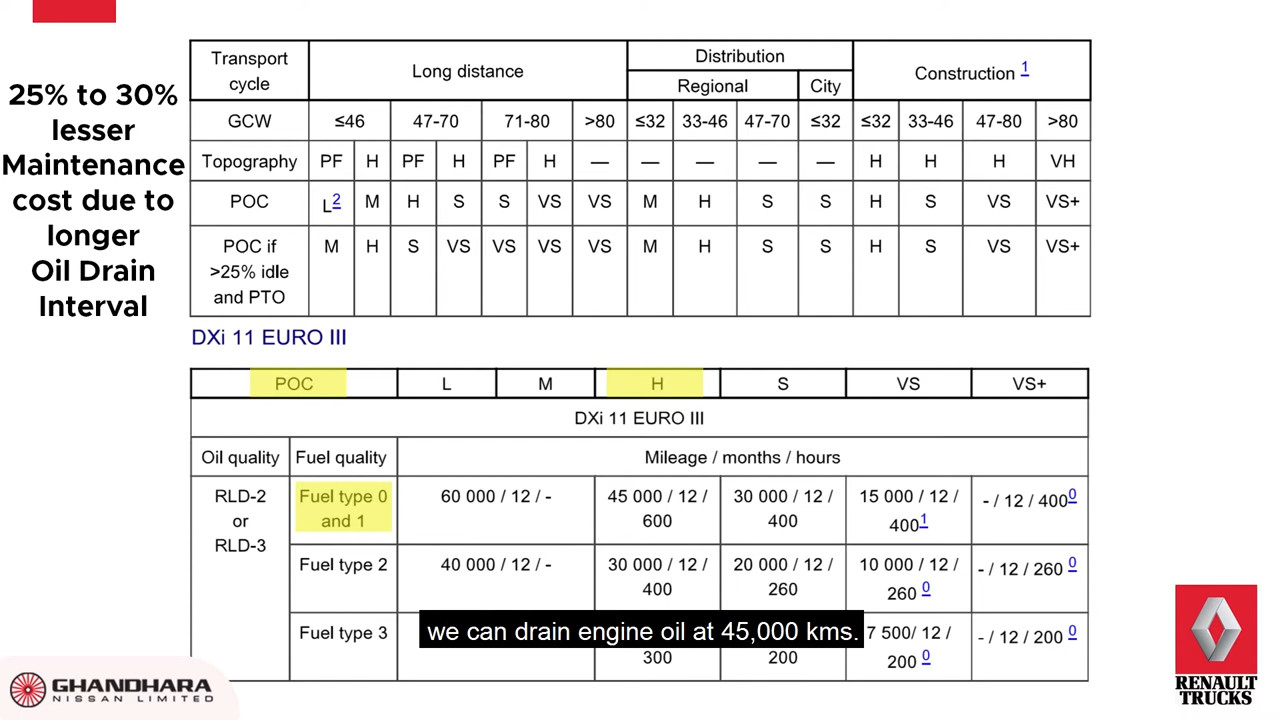 25% to 30%
lesser
Maintenance
cost due to
longer
Oil Drain
Interval
Transport cycle Long distance Distribution Construction 1
Regional City
GCW ≤46 47-70 71-80 >80 ≤32 33-46 47-70 ≤32 ≤32 33-46 47-80 >80
Topography PF H PF H PF H — — — — — H H H VH
POC L2 M H S S VS VS M H S S H S VS VS+
POC if >25% idle and PTO M H S VS VS VS VS M H S S H S VS VS+
DXi 11 EURO III
POC L M H S VS VS+
DXi 11 EURO III
Oil quality Fuel quality Mileage / months / hours
RLD-2 or RLD-3 Fuel type 0 and 1 60 000 / 12 / - 45 000 / 12 / 600 30 000 / 12 / 400 15 000 / 12 / 400 1 - / 12 / 400 0
Fuel type 2 40 000 / 12 / - 30 000 / 12 / 400 20 000 / 12 / 260 10 000 / 12 / 260 0 - / 12 / 260 0
Fuel type 3 300 200 7 500/ 12 / 200 0 - / 12 / 200 0
we can drain engine oil at 45,000 kms.
GHANDHARA
NISSAN LIMITED
RENAULT
TRUCKS